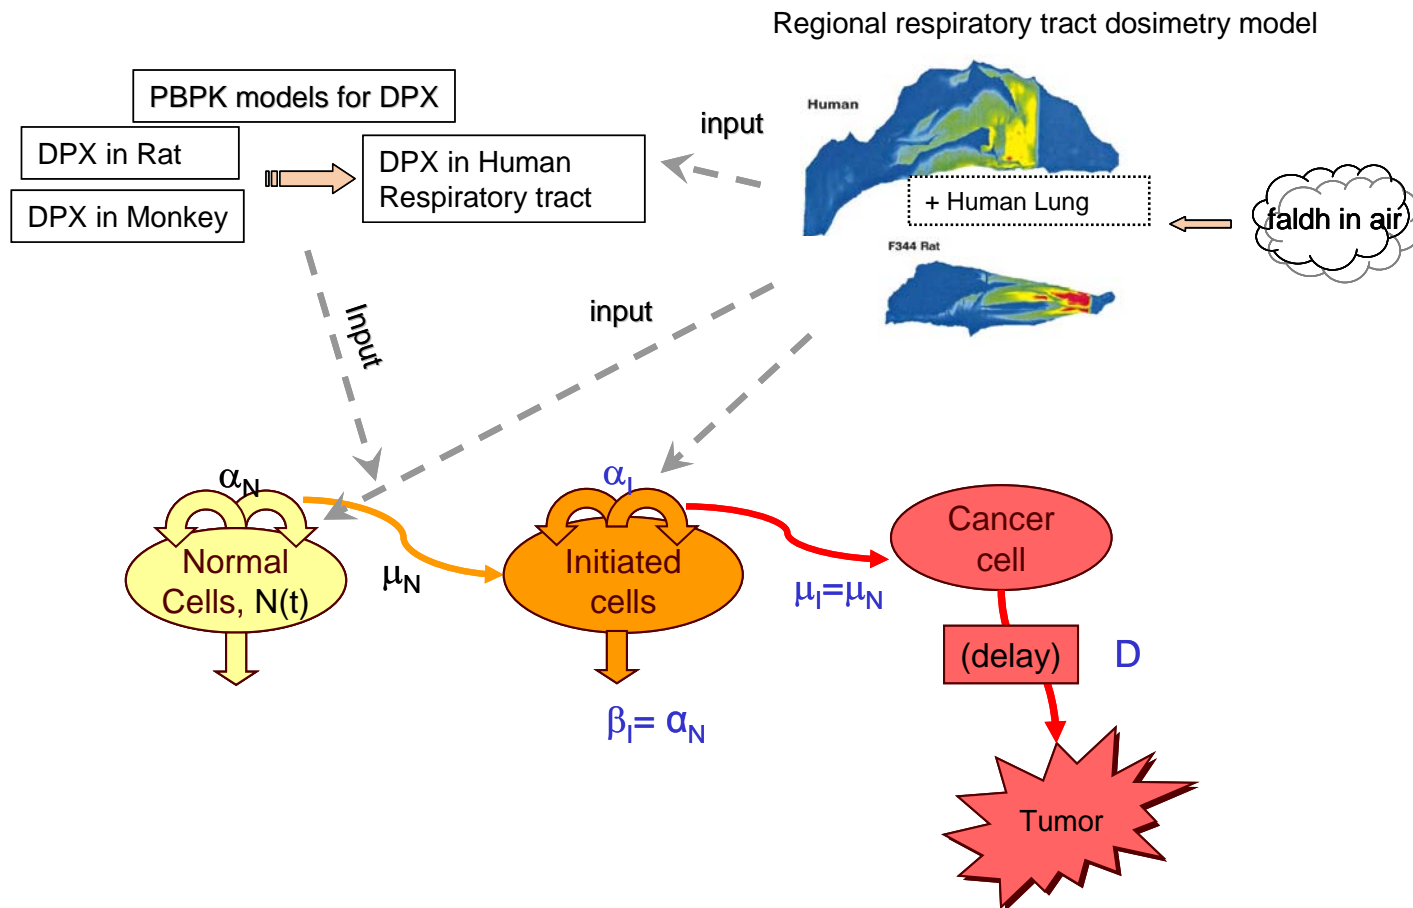 Regional respiratory tract dosimetry model
PBPK models for DPX
DPX in Rat
DPX in Monkey
DPX in Human
Respiratory tract
input
Human
+ Human Lung
F344 Rat
faldh in air
Input
input
αN
Normal
Cells, N(t)
μN
αI
Initiated
cells
βI= αN
μI=μN
Cancer
cell
(delay)
D
Tumor